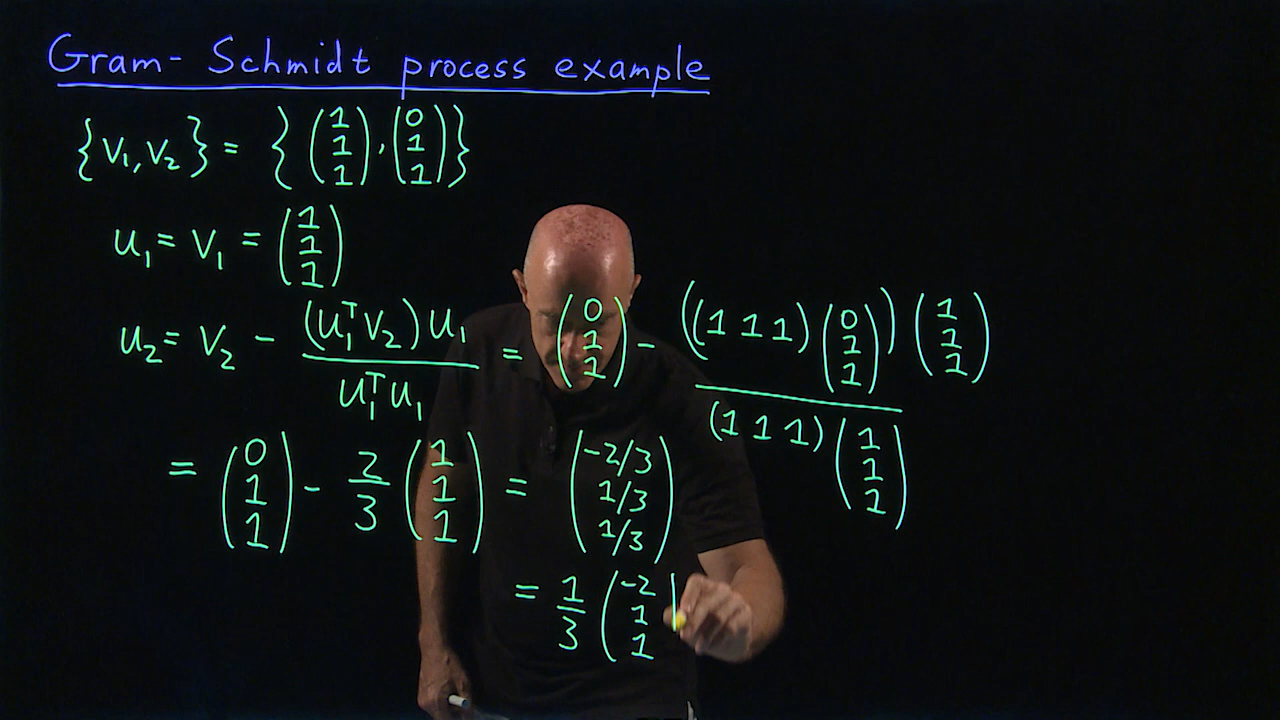 Gram-Schmidt process example
{v₁, v₂} = { (1 1 1), (0 1 1) }
u₁ = v₁ = (1 1 1)
u₂ = v₂ - (u₁ᵀv₂)u₁ / u₁ᵀu₁ = (0 1 1) - ((1 1 1)(0 1 1))(1 1 1) / (1 1 1)(1 1 1)
= (0 1 1) - 2/3 (1 1 1) = (-2/3 1/3 1/3)
= 1/3 (-2 1 1)